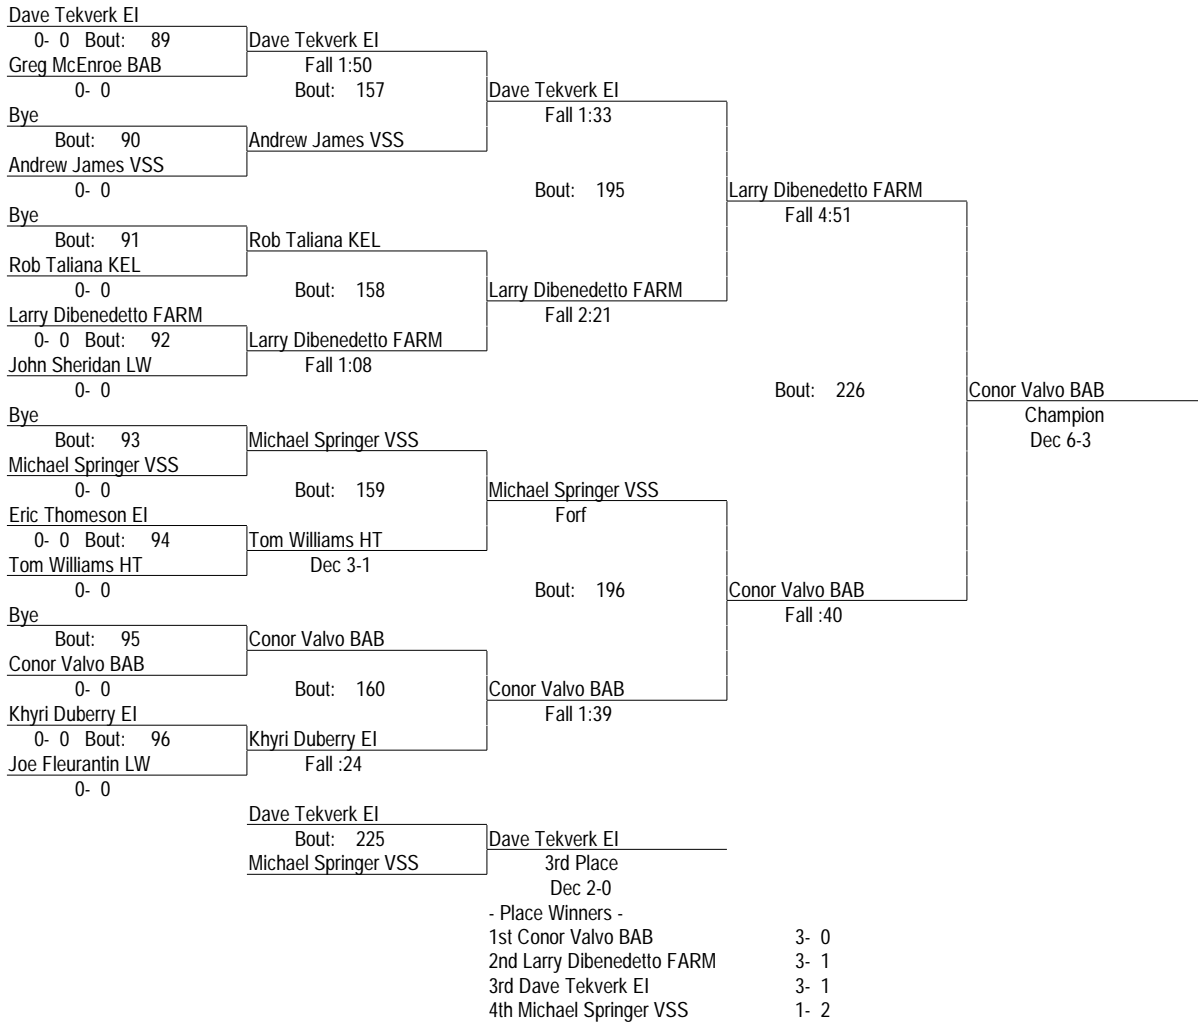 Dave Tekverk EI
0- 0 Bout: 89 Dave Tekverk EI
Greg McEnroe BAB Fall 1:50
0- 0 Bout: 157 Dave Tekverk EI
Bye Fall 1:33
Bout: 90 Andrew James VSS
Andrew James VSS
0- 0 Bout: 195 Larry Dibenedetto FARM
Bye Fall 4:51
Bout: 91 Rob Taliana KEL
Rob Taliana KEL
0- 0 Bout: 158 Larry Dibenedetto FARM
Larry Dibenedetto FARM Fall 2:21
0- 0 Bout: 92 Larry Dibenedetto FARM
John Sheridan LW Fall 1:08
0- 0 Bout: 226 Conor Valvo BAB
Bye Champion
Bout: 93 Michael Springer VSS Dec 6-3
Michael Springer VSS
0- 0 Bout: 159 Michael Springer VSS
Eric Thomeson EI Forf
0- 0 Bout: 94 Tom Williams HT
Tom Williams HT Dec 3-1
0- 0 Bout: 196 Conor Valvo BAB
Bye Fall :40
Bout: 95 Conor Valvo BAB
Conor Valvo BAB
0- 0 Bout: 160 Conor Valvo BAB
Khyri Duberry EI Fall 1:39
0- 0 Bout: 96 Khyri Duberry EI
Joe Fleurantin LW Fall :24
0- 0
Dave Tekverk EI
Bout: 225 Dave Tekverk EI
Michael Springer VSS 3rd Place
Dec 2-0
- Place Winners -
1st Conor Valvo BAB 3- 0
2nd Larry Dibenedetto FARM 3- 1
3rd Dave Tekverk EI 3- 1
4th Michael Springer VSS 1- 2